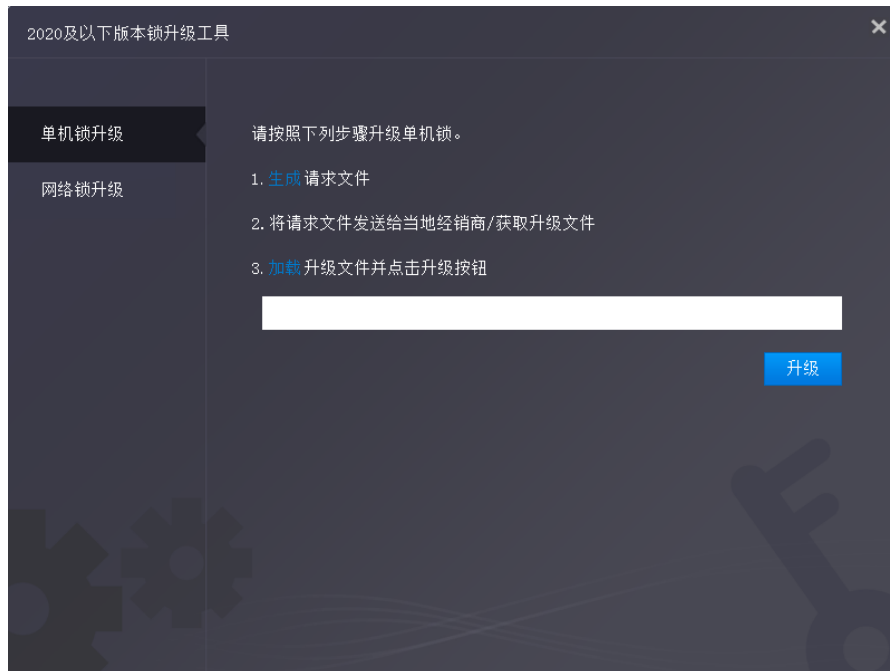 2020及以下版本锁升级工具
单机锁升级
网络锁升级
请按照下列步骤升级单机锁。
1.生成请求文件
2.将请求文件发送给当地经销商/获取升级文件
3.加载升级文件并点击升级按钮
升级